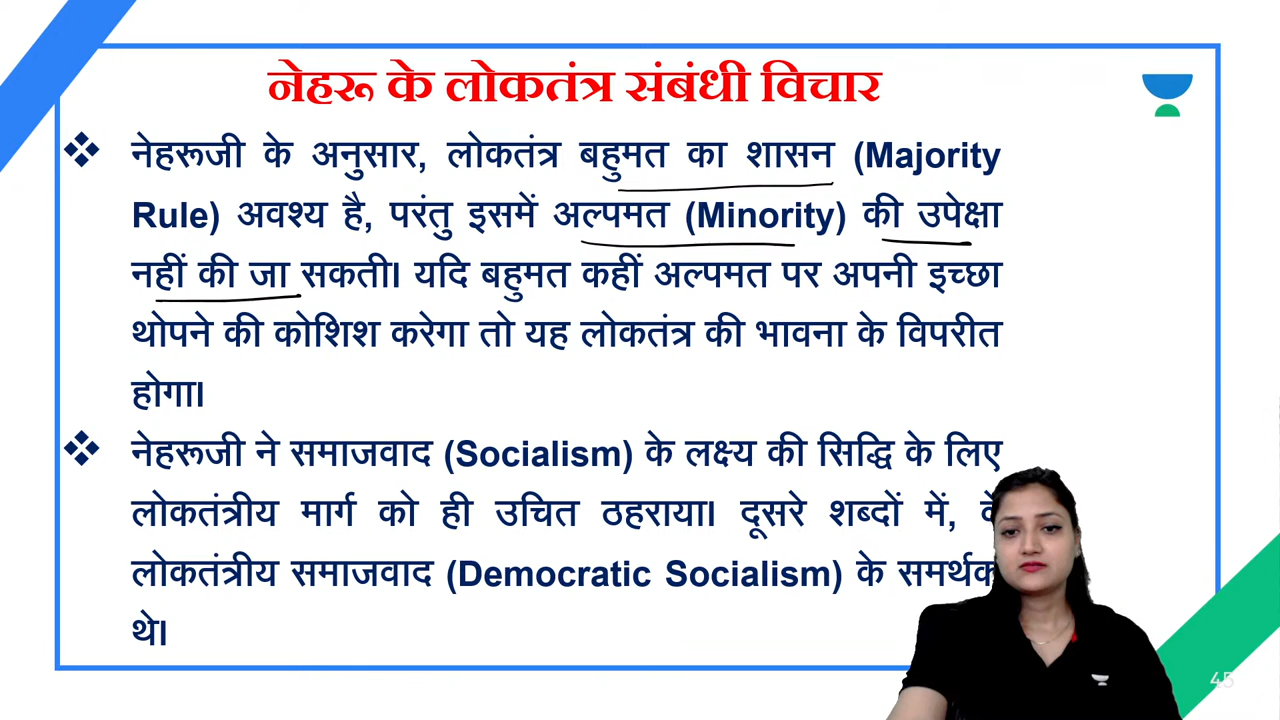 नेहरू के लोकतंत्र संबंधी विचार
❖ नेहरूजी के अनुसार, लोकतंत्र बहुमत का शासन (Majority
Rule) अवश्य है, परंतु इसमें अल्पमत (Minority) की उपेक्षा
नहीं की जा सकती। यदि बहुमत कहीं अल्पमत पर अपनी इच्छा
थोपने की कोशिश करेगा तो यह लोकतंत्र की भावना के विपरीत
होगा।
❖ नेहरूजी ने समाजवाद (Socialism) के लक्ष्य की सिद्धि के लिए
लोकतंत्रीय मार्ग को ही उचित ठहराया। दूसरे शब्दों में, वे
लोकतंत्रीय समाजवाद (Democratic Socialism) के समर्थक
थे।
45